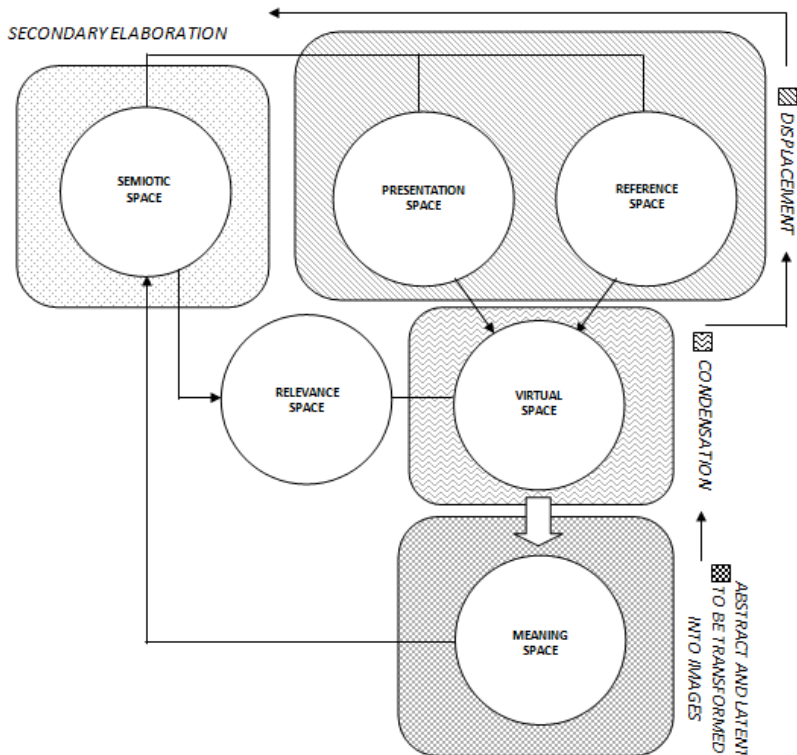 SECONDARY ELABORATION
SEMIOTIC
SPACE
PRESENTATION
SPACE
REFERENCE
SPACE
DISPLACEMENT
RELEVANCE
SPACE
VIRTUAL
SPACE
CONDENSATION
MEANING
SPACE
ABSTRACT AND LATENT
TO BE TRANSFORMED
INTO IMAGES